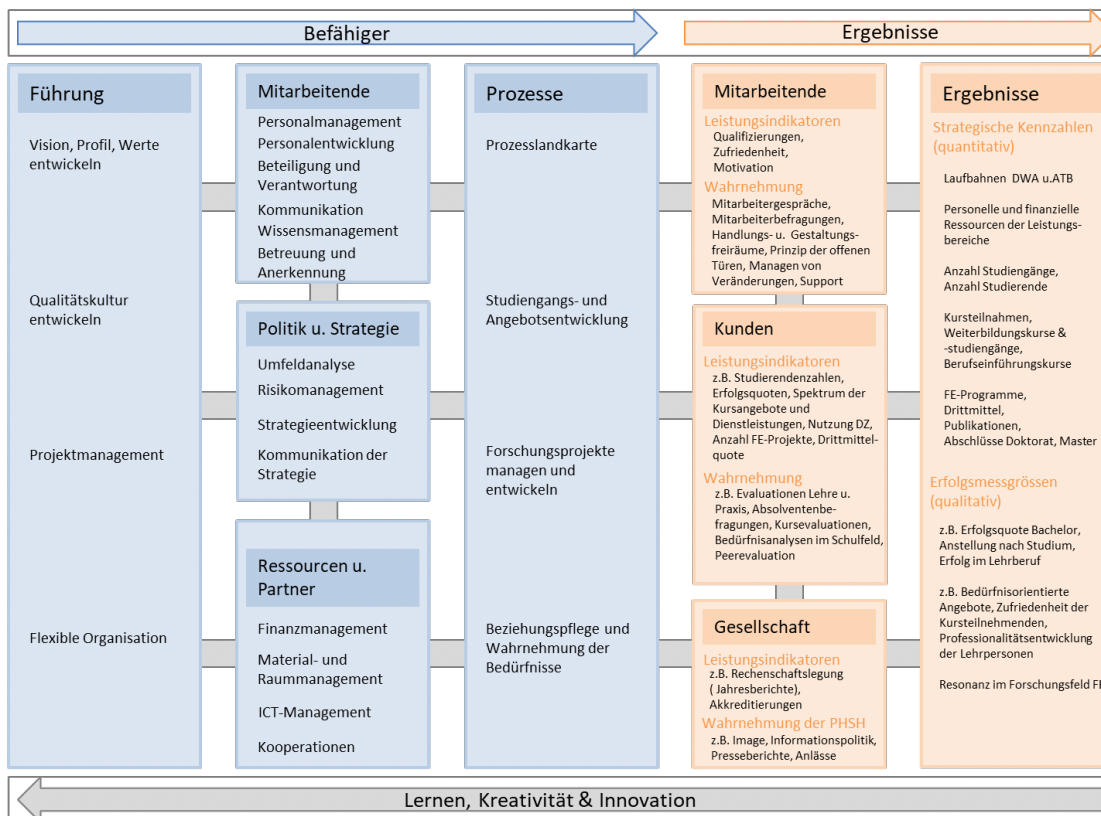 Befähiger
Ergebnisse
Führung
Vision, Profil, Werte
entwickeln
Qualitätskultur
entwickeln
Projektmanagement
Flexible Organisation
Mitarbeitende
Personalmanagement
Personalentwicklung
Beteiligung und
Verantwortung
Kommunikation
Wissensmanagement
Betreuung und
Anerkennung
Politik u. Strategie
Umfeldanalyse
Risikomanagement
Strategieentwicklung
Kommunikation der
Strategie
Ressourcen u.
Partner
Finanzmanagement
Material- und
Raummanagement
ICT-Management
Kooperationen
Prozesse
Prozesslandkarte
Studiengangs- und
Angebotsentwicklung
Forschungsprojekte
managen und
entwickeln
Beziehungspflege und
Wahrnehmung der
Bedürfnisse
Mitarbeitende
Leistungsindikatoren
Qualifizierungen,
Zufriedenheit,
Motivation
Wahrnehmung
Mitarbeitergespräche,
Mitarbeiterbefragungen,
Handlungs- u. Gestaltungs-
freiräume, Prinzip der offenen
Türen, Managen von
Veränderungen, Support
Kunden
Leistungsindikatoren
z.B. Studierendenzahlen,
Erfolgsquoten, Spektrum der
Kursangebote und
Dienstleistungen, Nutzung DZ,
Anzahl FE-Projekte, Drittmittel-
quote
Wahrnehmung
z.B. Evaluationen Lehre u.
Praxis, Absolventenbe-
fragungen, Kursevaluationen,
Bedürfnisanalysen im Schulfeld,
Peerevaluation
Gesellschaft
Leistungsindikatoren
z.B. Rechenschaftslegung
( Jahresberichte),
Akkreditierungen
Wahrnehmung der PHSH
z.B. Image, Informationspolitik,
Presseberichte, Anlässe
Ergebnisse
Strategische Kennzahlen
(quantitativ)
Laufbahnen DWA u.ATB
Personelle und finanzielle
Ressourcen der Leistungs-
bereiche
Anzahl Studiengänge,
Anzahl Studierende
Kursteilnahmen,
Weiterbildungskurse &
-studiengänge,
Berufseinführungskurse
FE-Programme,
Drittmittel,
Publikationen,
Abschlüsse Doktorat, Master
Erfolgsmessgrössen
(qualitativ)
z.B. Erfolgsquote Bachelor,
Anstellung nach Studium,
Erfolg im Lehrberuf
z.B. Bedürfnisorientierte
Angebote, Zufriedenheit der
Kursteilnehmenden,
Professionalitätsentwicklung
der Lehrpersonen
Resonanz im Forschungsfeld
Lernen, Kreativität & Innovation